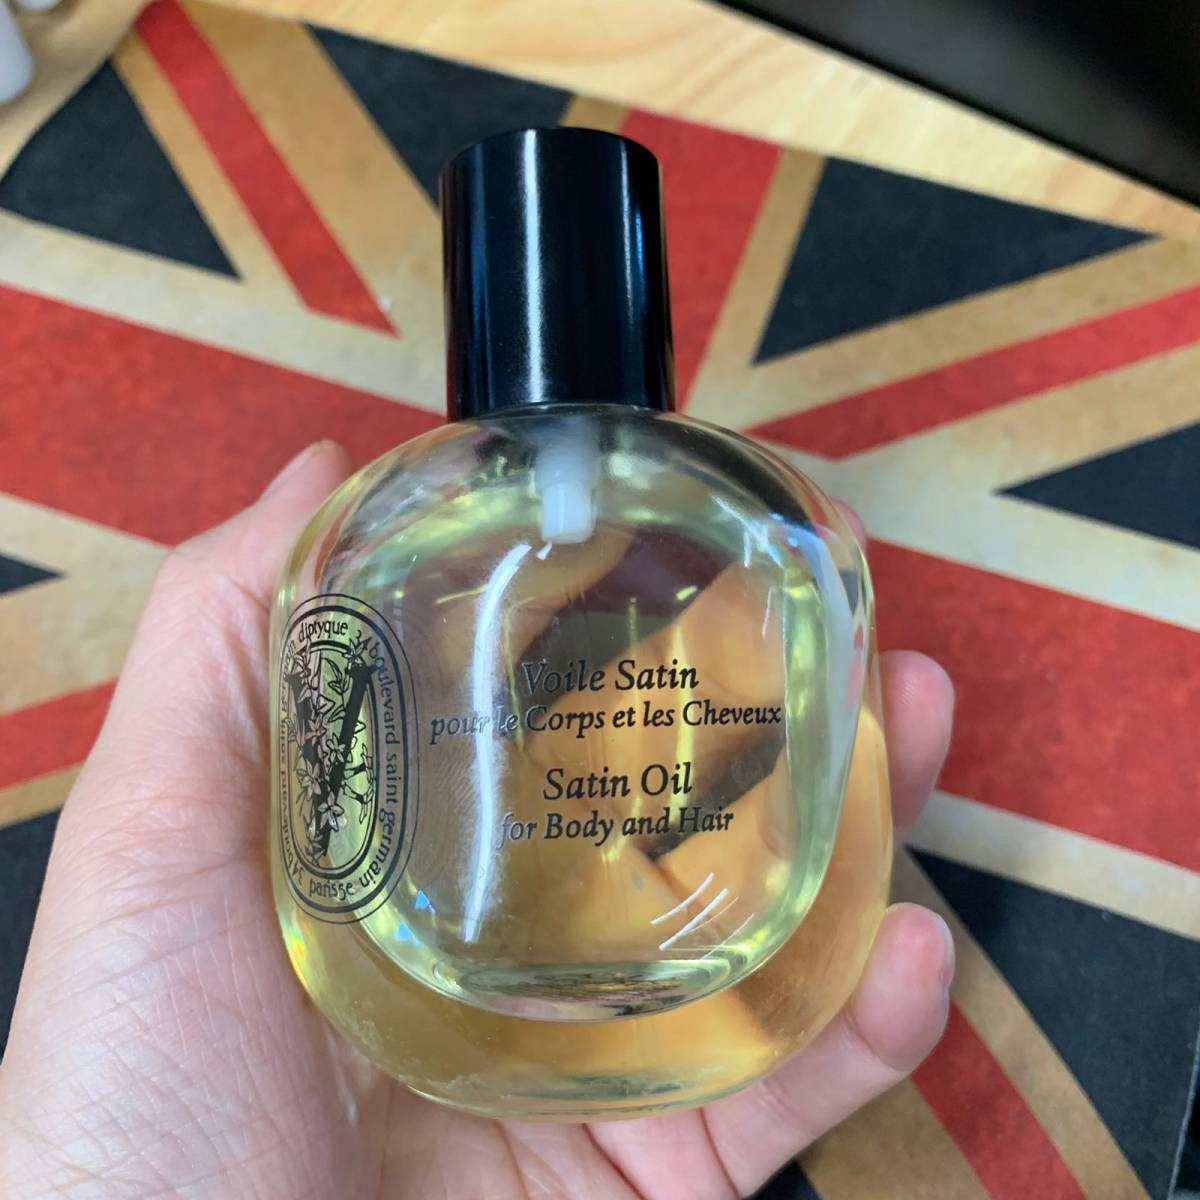 diptyque 34 boulevard saint germain paris5e
V
Voile Satin
pour le Corps et les Cheveux
Satin Oil
for Body and Hair